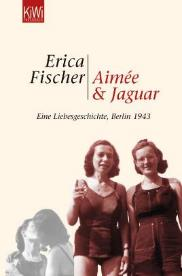 KiWi
Erica
Fischer
Aimée
& Jaguar
Eine Liebesgeschichte, Berlin 1943